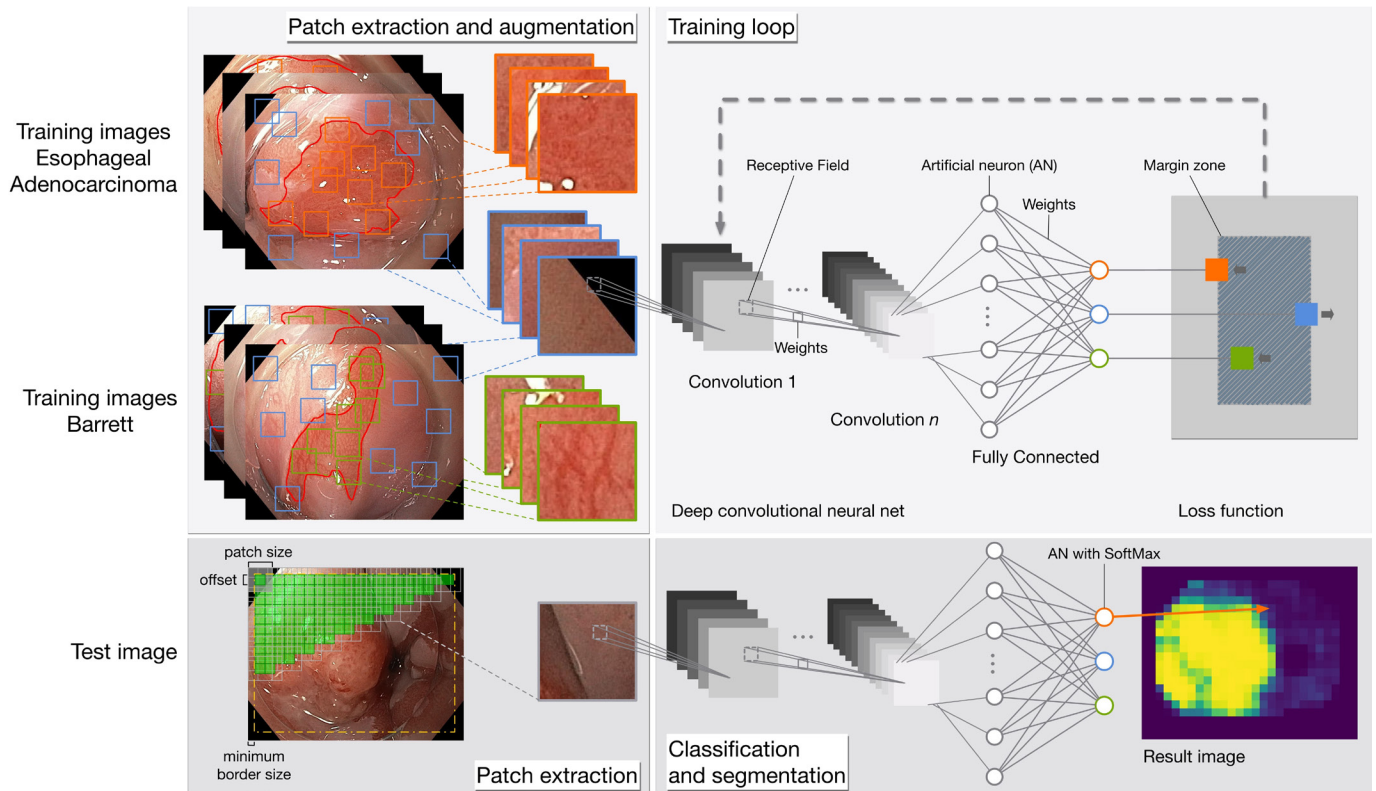 Patch extraction and augmentation
Training loop
Training images
Esophageal
Adenocarcinoma
Receptive Field
Artificial neuron (AN)
Margin zone
Weights
Weights
Convolution 1
Convolution n
Fully Connected
Training images
Barrett
Deep convolutional neural net
Loss function
patch size
offset
AN with SoftMax
Test image
minimum
border size
Patch extraction
Classification
and segmentation
Result image